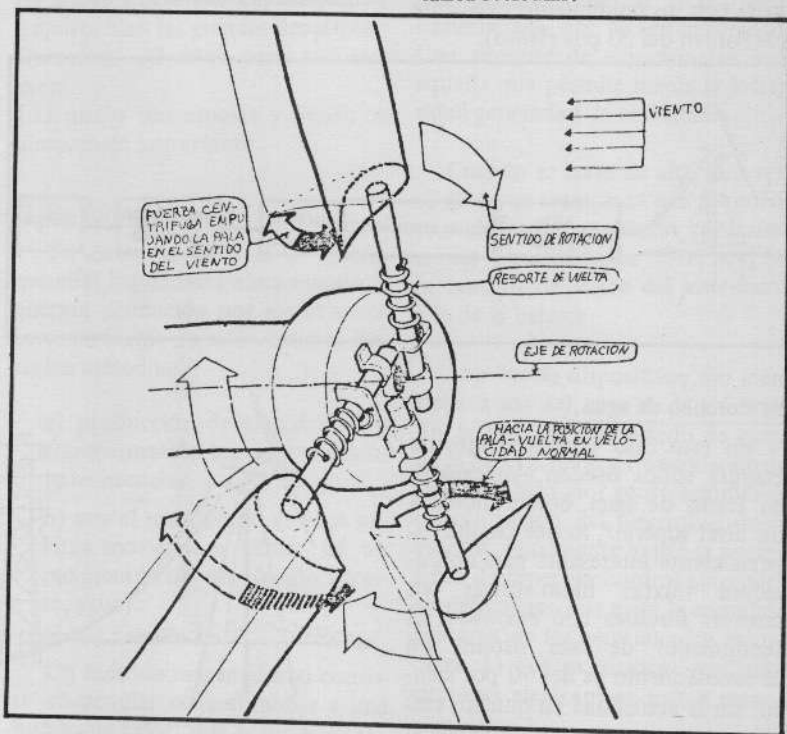 VIENTO
FUERZA CEN-
TRIFUGA EMPU
JANDO LA PALA
EN EL SENTIDO
DEL VIENTO
SENTIDO DE ROTACION
RESORTE DE VUELTA
EJE DE ROTACION
HACIA LA POSICION DE LA
PALA-VUELTA EN VELO-
CIDAD NORMAL